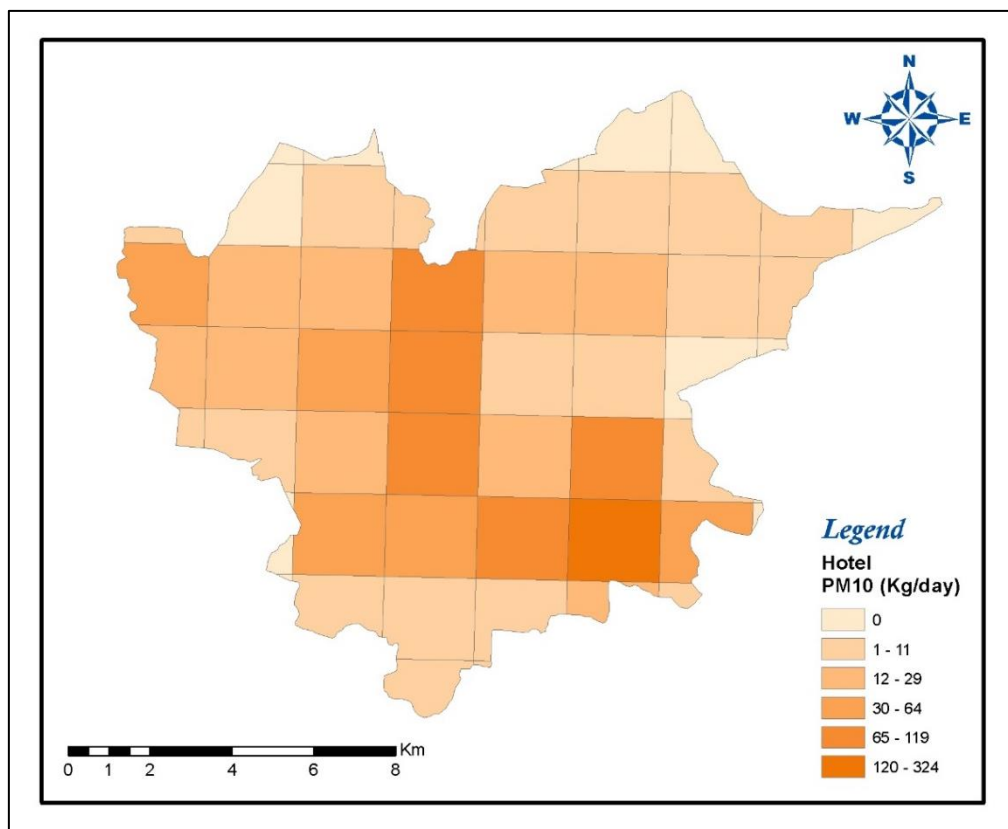 N
W E
S
Legend
Hotel
PM10 (Kg/day)
0
1 - 11
12 - 29
30 - 64
65 - 119
120 - 324
Km
0 1 2 4 6 8